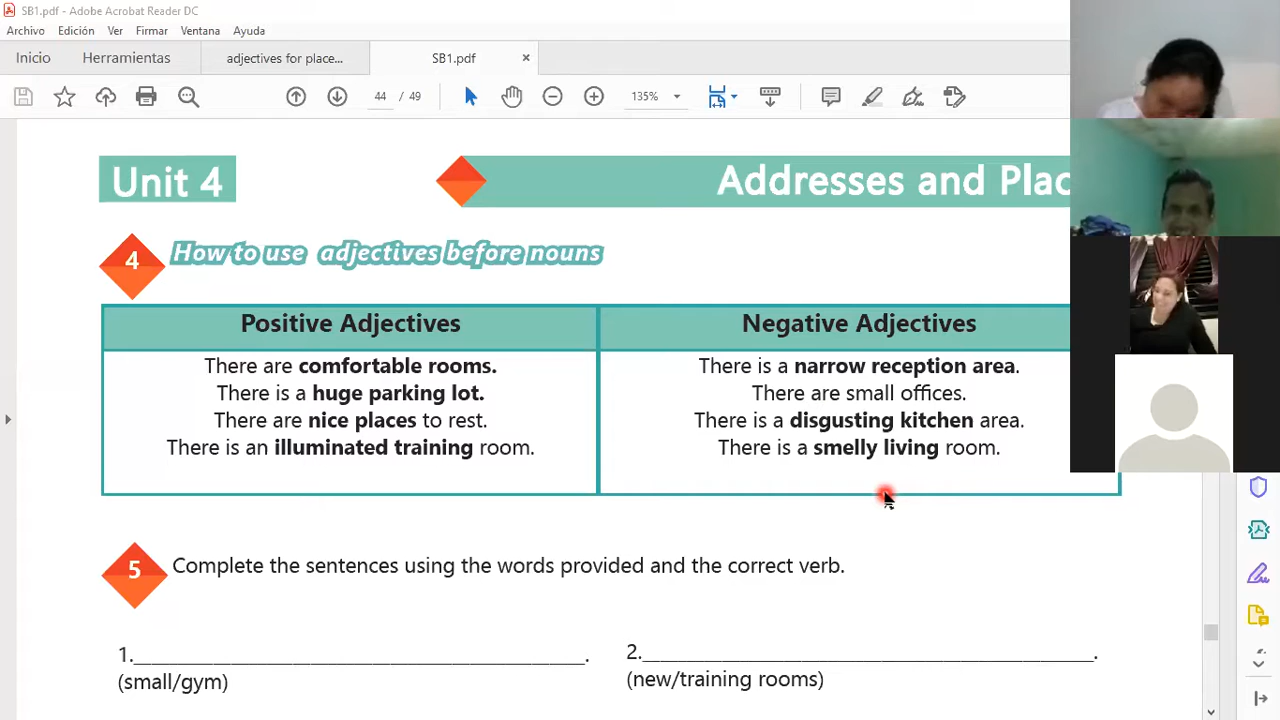 SB1.pdf - Adobe Acrobat Reader DC
Archivo Edición Ver Firmar Ventana Ayuda
Inicio Herramientas adjectives for place... SB1.pdf ×
44 / 49 135%
Unit 4 Addresses and Plac
4 How to use adjectives before nouns
Positive Adjectives
There are comfortable rooms.
There is a huge parking lot.
There are nice places to rest.
There is an illuminated training room.
Negative Adjectives
There is a narrow reception area.
There are small offices.
There is a disgusting kitchen area.
There is a smelly living room.
5 Complete the sentences using the words provided and the correct verb.
1.______________________________________________.
(small/gym)
2.______________________________________________.
(new/training rooms)